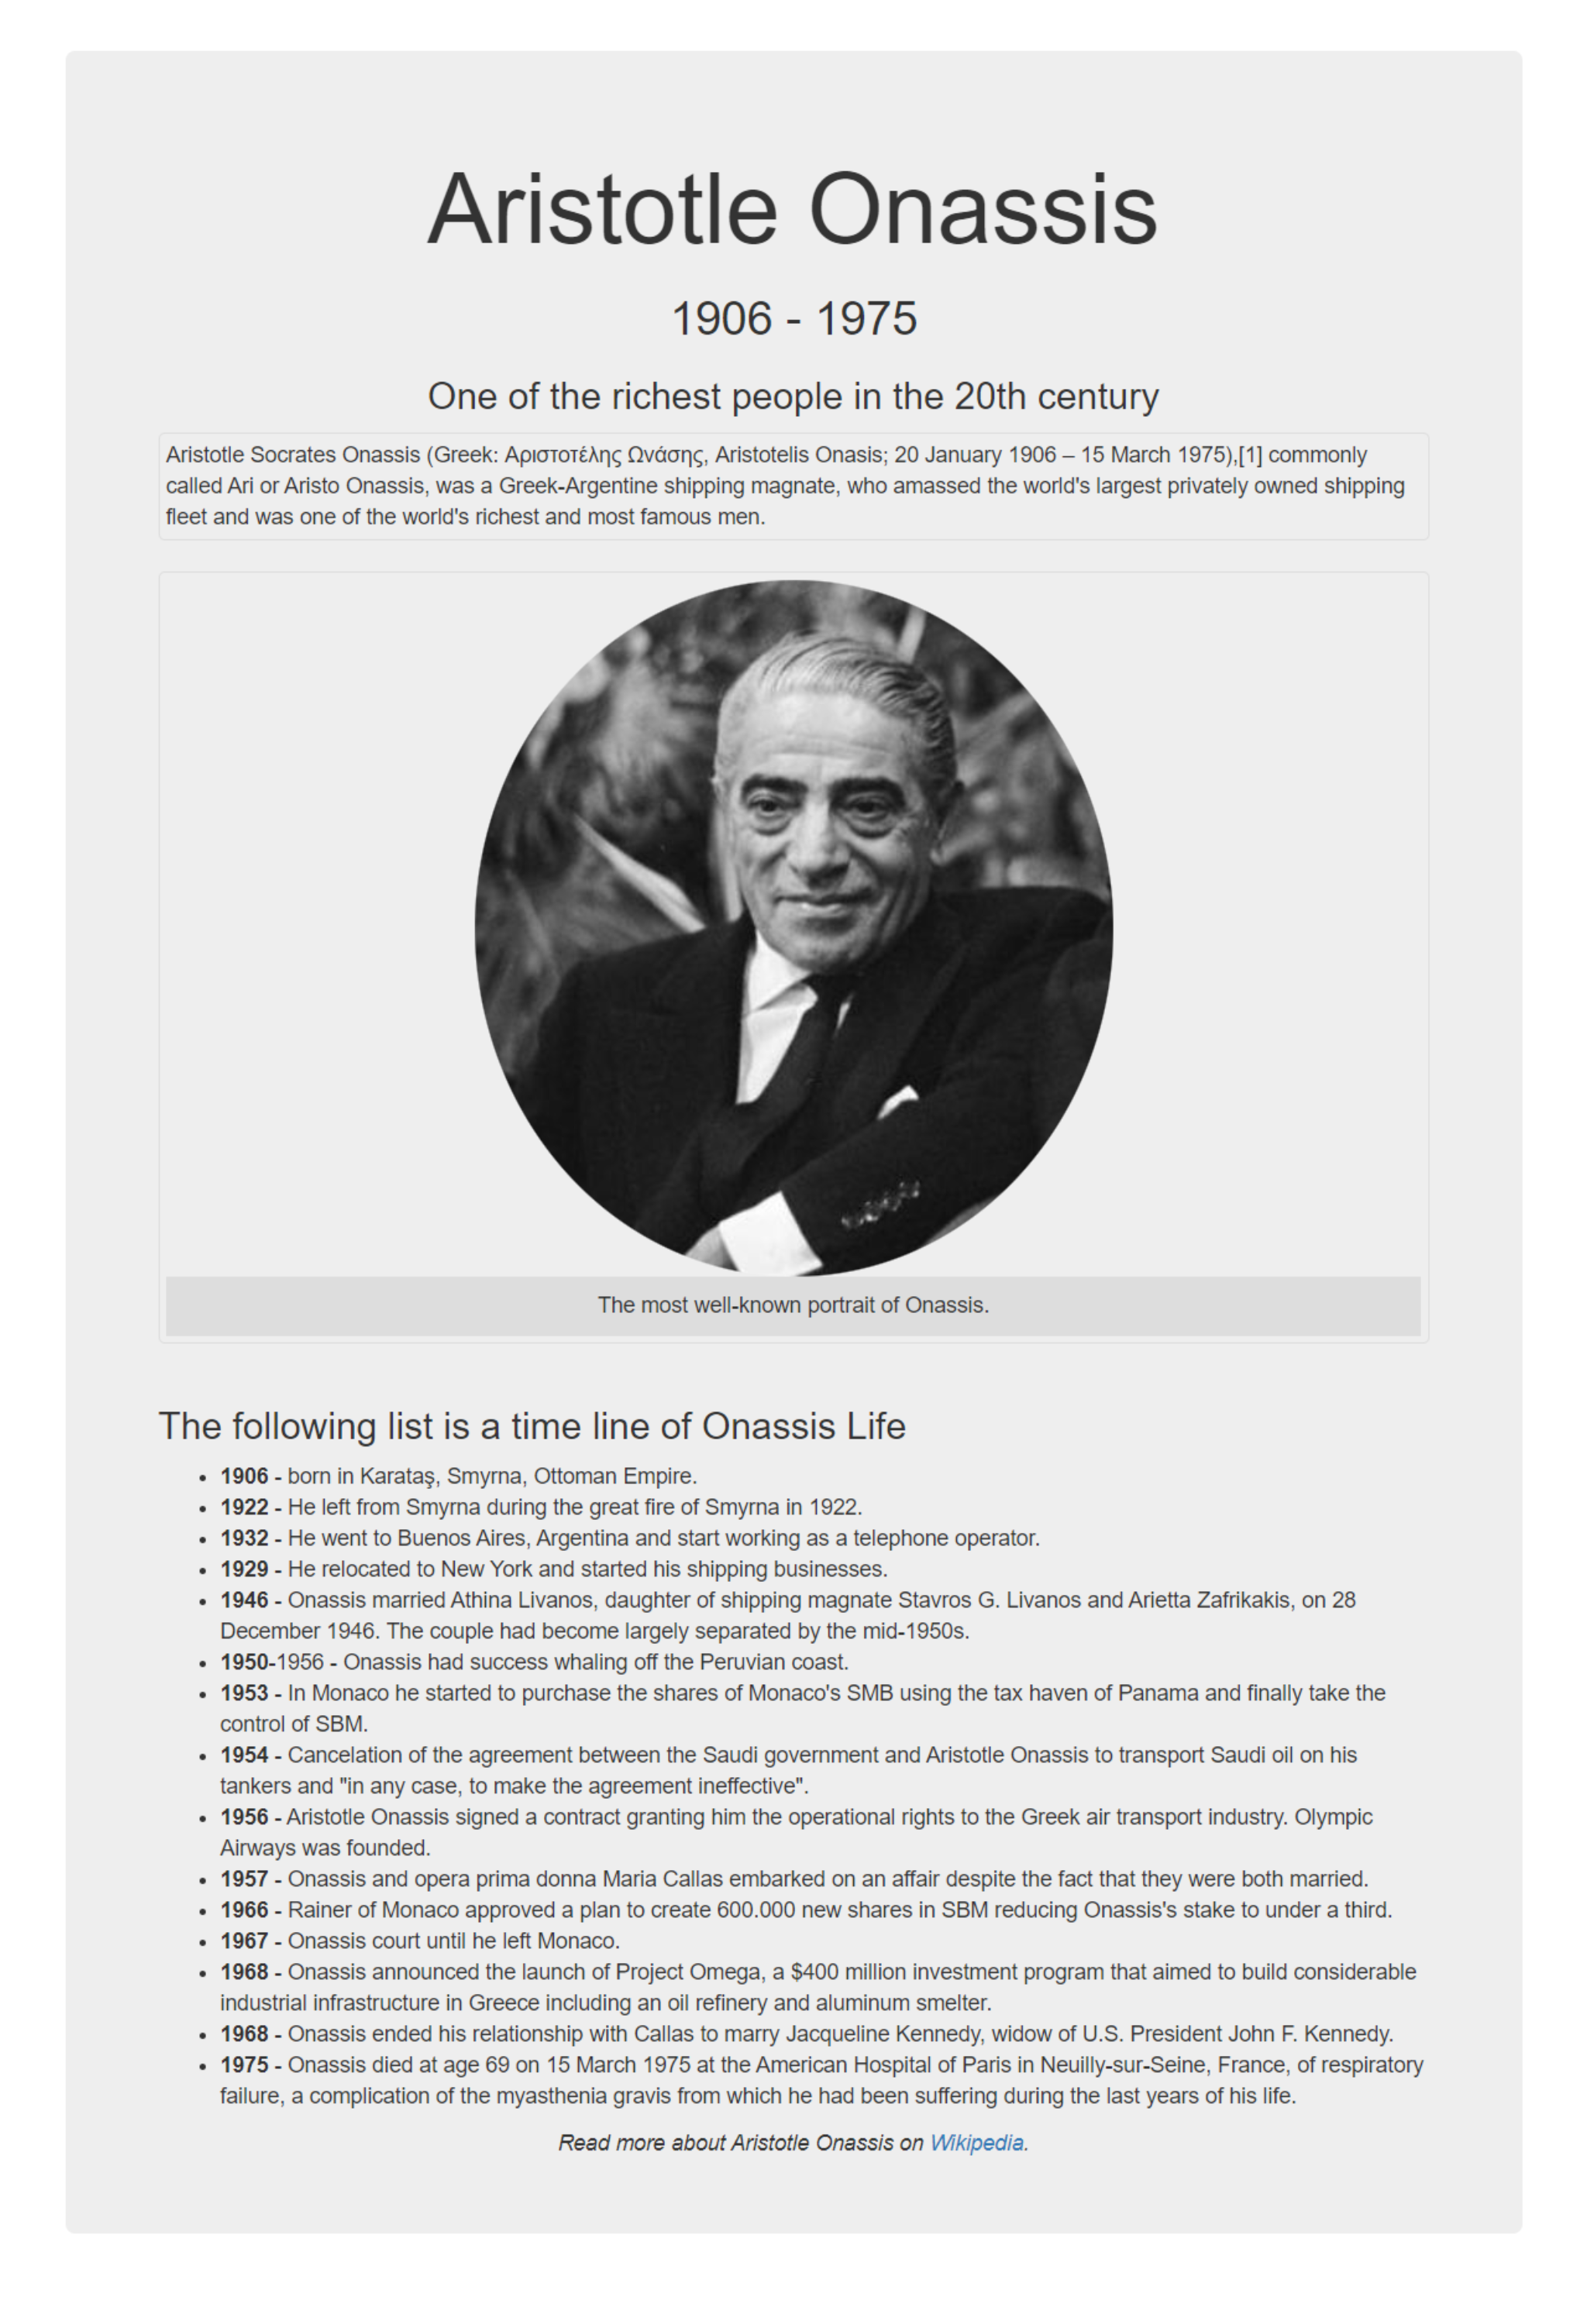 Aristotle Onassis
1906 - 1975
One of the richest people in the 20th century
Aristotle Socrates Onassis (Greek: Αριστοτέλης Ωνάσης, Aristotelis Onasis; 20 January 1906 – 15 March 1975),[1] commonly
called Ari or Aristo Onassis, was a Greek-Argentine shipping magnate, who amassed the world's largest privately owned shipping
fleet and was one of the world's richest and most famous men.
The most well-known portrait of Onassis.
The following list is a time line of Onassis Life
• 1906 - born in Karataş, Smyrna, Ottoman Empire.
• 1922 - He left from Smyrna during the great fire of Smyrna in 1922.
• 1932 - He went to Buenos Aires, Argentina and start working as a telephone operator.
• 1929 - He relocated to New York and started his shipping businesses.
• 1946 - Onassis married Athina Livanos, daughter of shipping magnate Stavros G. Livanos and Arietta Zafrikakis, on 28
December 1946. The couple had become largely separated by the mid-1950s.
• 1950-1956 - Onassis had success whaling off the Peruvian coast.
• 1953 - In Monaco he started to purchase the shares of Monaco's SMB using the tax haven of Panama and finally take the
control of SBM.
• 1954 - Cancelation of the agreement between the Saudi government and Aristotle Onassis to transport Saudi oil on his
tankers and "in any case, to make the agreement ineffective".
• 1956 - Aristotle Onassis signed a contract granting him the operational rights to the Greek air transport industry. Olympic
Airways was founded.
• 1957 - Onassis and opera prima donna Maria Callas embarked on an affair despite the fact that they were both married.
• 1966 - Rainer of Monaco approved a plan to create 600.000 new shares in SBM reducing Onassis's stake to under a third.
• 1967 - Onassis court until he left Monaco.
• 1968 - Onassis announced the launch of Project Omega, a $400 million investment program that aimed to build considerable
industrial infrastructure in Greece including an oil refinery and aluminum smelter.
• 1968 - Onassis ended his relationship with Callas to marry Jacqueline Kennedy, widow of U.S. President John F. Kennedy.
• 1975 - Onassis died at age 69 on 15 March 1975 at the American Hospital of Paris in Neuilly-sur-Seine, France, of respiratory
failure, a complication of the myasthenia gravis from which he had been suffering during the last years of his life.
Read more about Aristotle Onassis on Wikipedia.